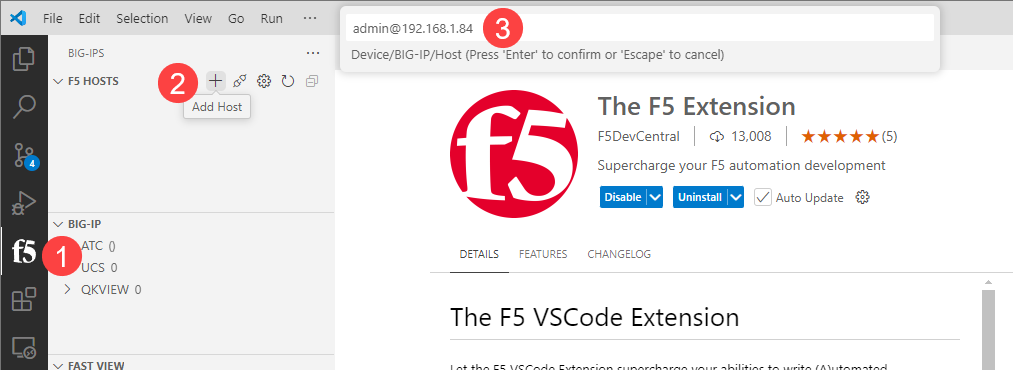 File Edit Selection View Go Run ···
admin@192.168.1.84 3
Device/BIG-IP/Host (Press 'Enter' to confirm or 'Escape' to cancel)
BIG-IPS ···
F5 HOSTS
2
Add Host
4
f5
1
BIG-IP
ATC ()
UCS 0
QKVIEW 0
FAST VIEW
f5
The F5 Extension
F5DevCentral 13,008 (5)
Supercharge your F5 automation development
Disable Uninstall Auto Update
DETAILS FEATURES CHANGELOG
The F5 VSCode Extension
Let the F5 VSCode Extension supercharge your abilities to write (A)utomated